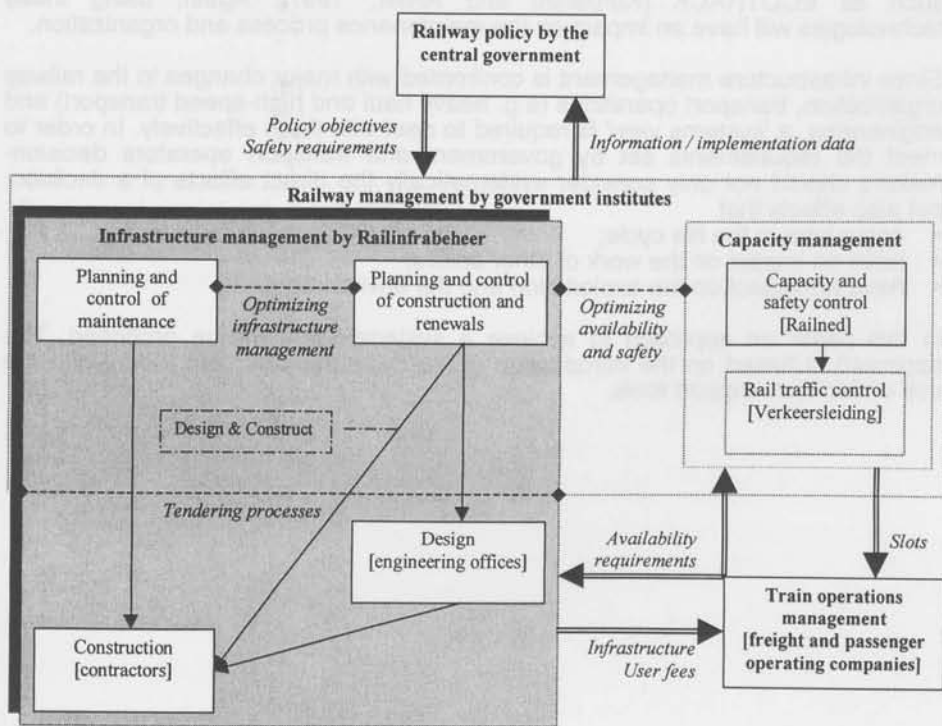 Railway policy by the
central government
Policy objectives
Safety requirements
Information / implementation data
Railway management by government institutes
Infrastructure management by Railinfrabeheer
Capacity management
Planning and
control of
maintenance
Optimizing
infrastructure
management
Planning and control
of construction and
renewals
Optimizing
availability
and safety
Capacity and
safety control
[Railned]
Rail traffic control
[Verkeersleiding]
Design & Construct
Tendering processes
Design
[engineering offices]
Availability
requirements
Slots
Construction
[contractors]
Infrastructure
User fees
Train operations
management
[freight and passenger
operating companies]